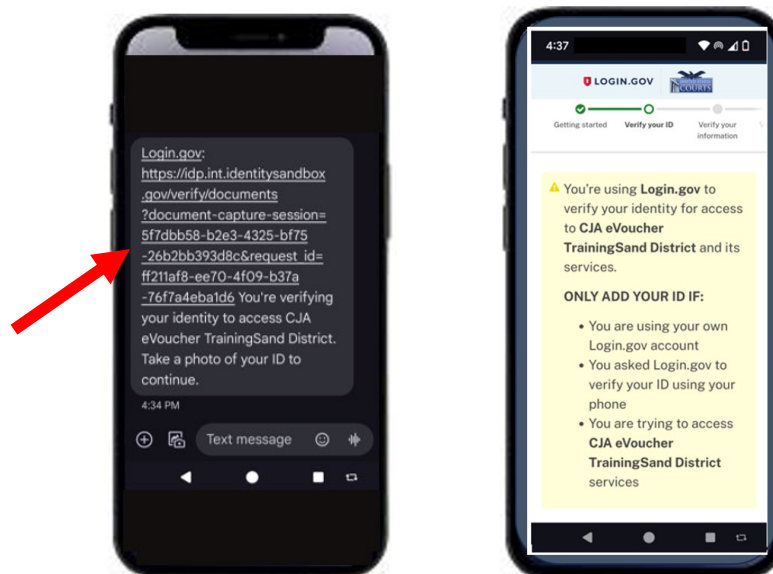 Login.gov:
https://idp.int.identitysandbox
.gov/verify/documents
?document-capture-session=
5f7dbb58-b2e3-4325-bf75
-26b2bb393d8c&request_id=
ff211af8-ee70-4f09-b37a
-76f7a4eba1d6 You're verifying
your identity to access CJA
eVoucher TrainingSand District.
Take a photo of your ID to
continue.
4:34 PM
Text message
4:37
LOGIN.GOV
COURTS
Getting started Verify your ID Verify your
information
You're using Login.gov to
verify your identity for access
to CJA eVoucher
TrainingSand District and its
services.
ONLY ADD YOUR ID IF:
• You are using your own
Login.gov account
• You asked Login.gov to
verify your ID using your
phone
• You are trying to access
CJA eVoucher
TrainingSand District
services